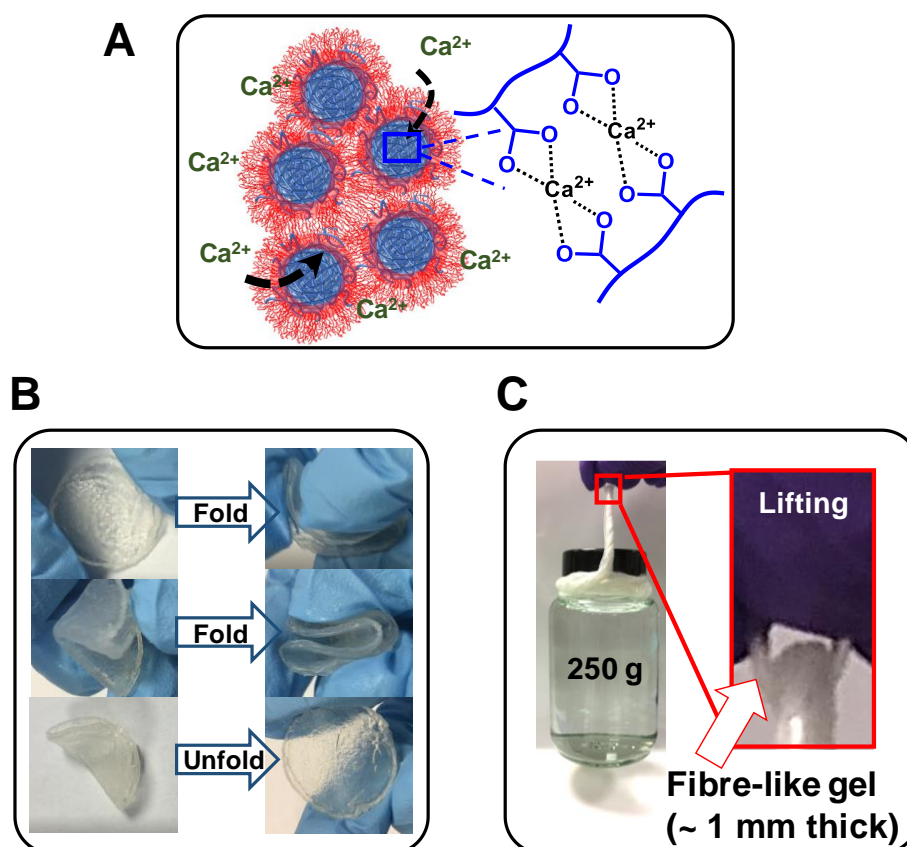 A
Ca²⁺
Ca²⁺
Ca²⁺
Ca²⁺
Ca²⁺
Ca²⁺
O
O
O
O
Ca²⁺
Ca²⁺
O
O
O
O
B
Fold
Fold
Unfold
C
Lifting
250 g
Fibre-like gel
(~ 1 mm thick)